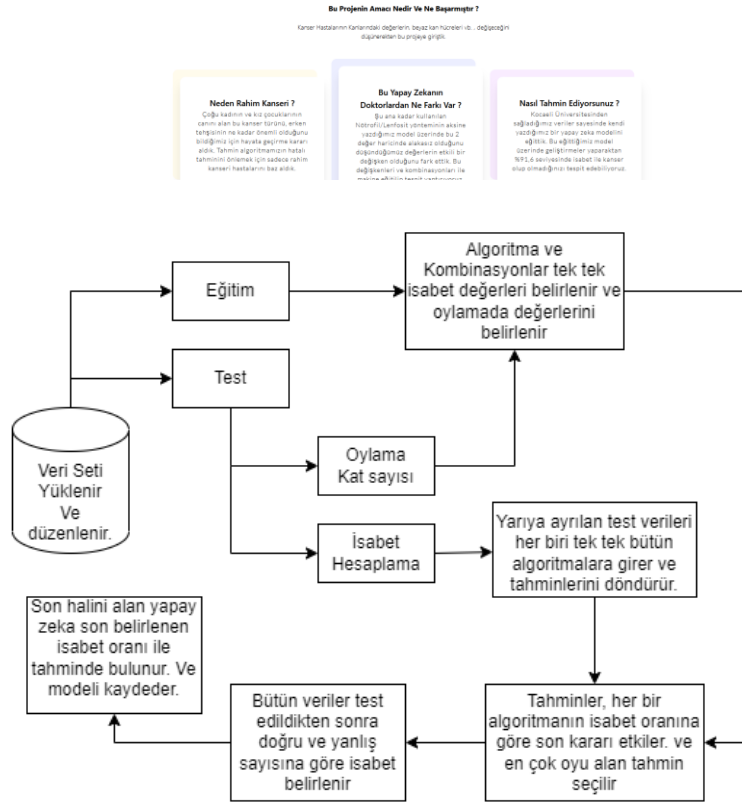 Bu Projenin Amacı Nedir Ve Ne Başarmıştır ?
Kanser Hastalarının Kanlarındaki değerlerin, beyaz kan hücreleri vb. , değişeceğini
düşünerekten bu projeye giriştik.
Neden Rahim Kanseri ?
Çoğu kadının ve kız çocuklarının
canını alan bu kanser türünü, erken
teşhisinin ne kadar önemli olduğunu
bildiğimiz için hayata geçirme kararı
aldık. Tahmin algoritmamızın hatalı
tahminini önlemek için sadece rahim
kanseri hastalarını baz aldık.
Bu Yapay Zekanın
Doktorlardan Ne Farkı Var ?
Şu ana kadar kullanılan
Nötrofil/Lenfosit yönteminin aksine
yazdığımız model üzerinde bu 2
değer haricinde alakasız olduğunu
düşündüğümüz değerlerin etkili bir
değişken olduğunu fark ettik. Bu
değişkenleri ve kombinasyonları ile
makine eğitilip tespit yaptırıyoruz.
Nasıl Tahmin Ediyorsunuz ?
Kocaeli Üniversitesinden
sağladığımız veriler sayesinde kendi
yazdığımız bir yapay zeka modelini
eğittik. Bu eğittiğimiz model
üzerinde geliştirmeler yaparaktan
%91,6 seviyesinde isabet ile kanser
olup olmadığınızı tespit edebiliyoruz.
Eğitim
Algoritma ve
Kombinasyonlar tek tek
isabet değerleri belirlenir ve
oylamada değerlerini
belirlenir
Test
Veri Seti
Yüklenir
Ve
düzenlenir.
Oylama
Kat sayısı
İsabet
Hesaplama
Yarıya ayrılan test verileri
her biri tek tek bütün
algoritmalara girer ve
tahminlerini döndürür.
Son halini alan yapay
zeka son belirlenen
isabet oranı ile
tahminde bulunur. Ve
modeli kaydeder.
Bütün veriler test
edildikten sonra
doğru ve yanlış
sayısına göre isabet
belirlenir
Tahminler, her bir
algoritmanın isabet oranına
göre son kararı etkiler. ve
en çok oyu alan tahmin
seçilir